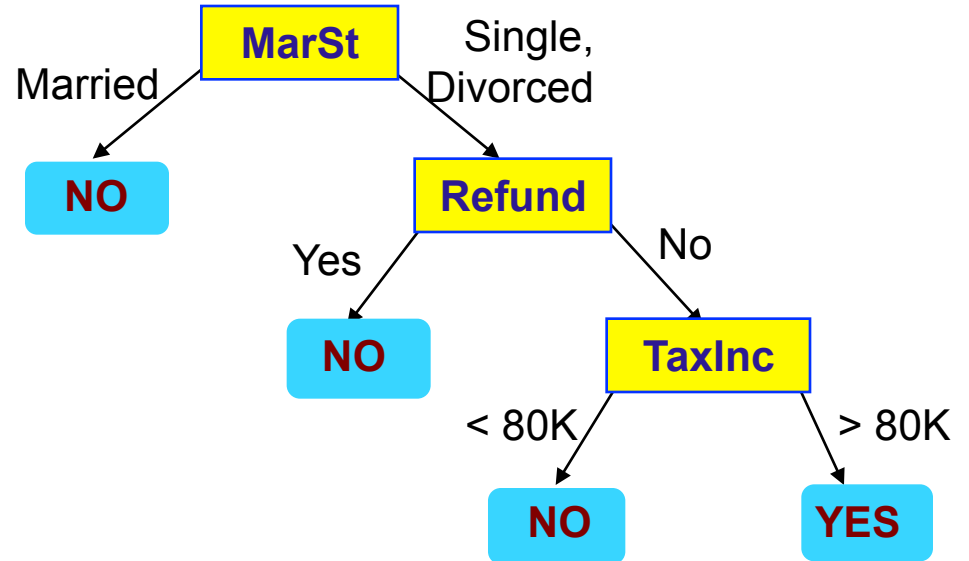 MarSt
Single,
Married
Divorced
NO
Refund
Yes
No
NO
TaxInc
< 80K
> 80K
NO
YES